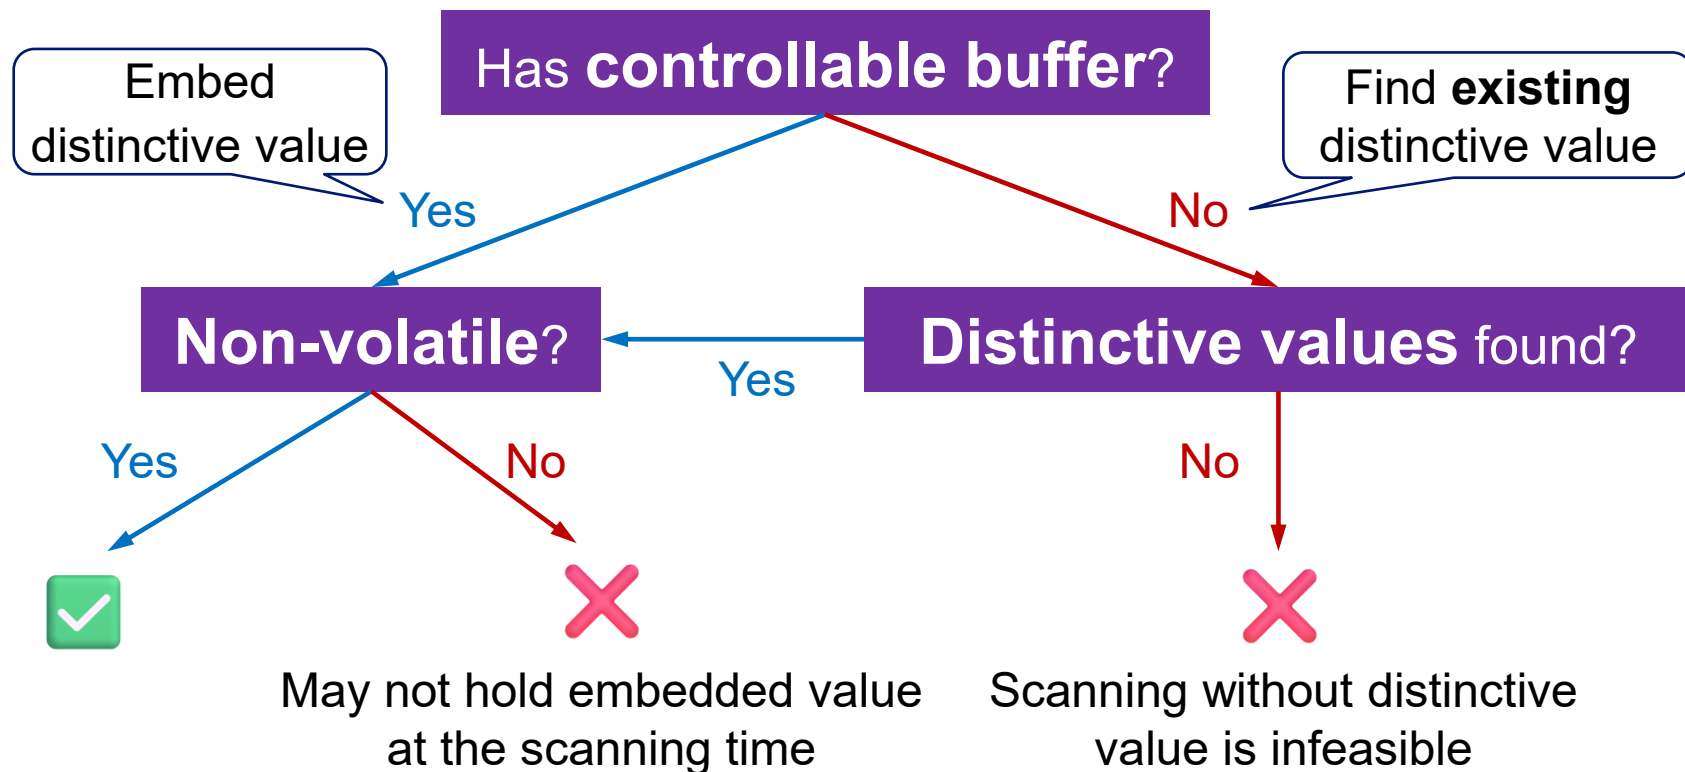 Has controllable buffer?
Embed
distinctive value
Find existing
distinctive value
Yes
No
Non-volatile?
Distinctive values found?
Yes
Yes
No
No
May not hold embedded value
at the scanning time
Scanning without distinctive
value is infeasible